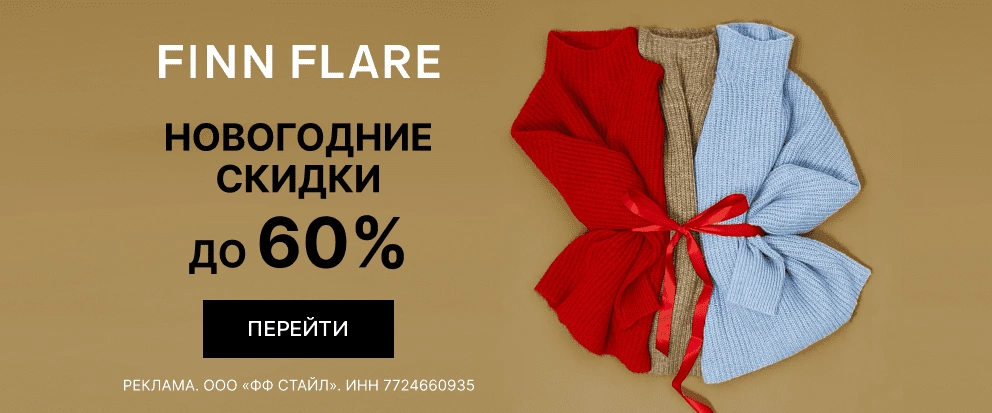 FINN FLARE
НОВОГОДНИЕ
СКИДКИ
ДО 60%
ПЕРЕЙТИ
РЕКЛАМА. ООО «ФФ СТАЙЛ». ИНН 7724660935